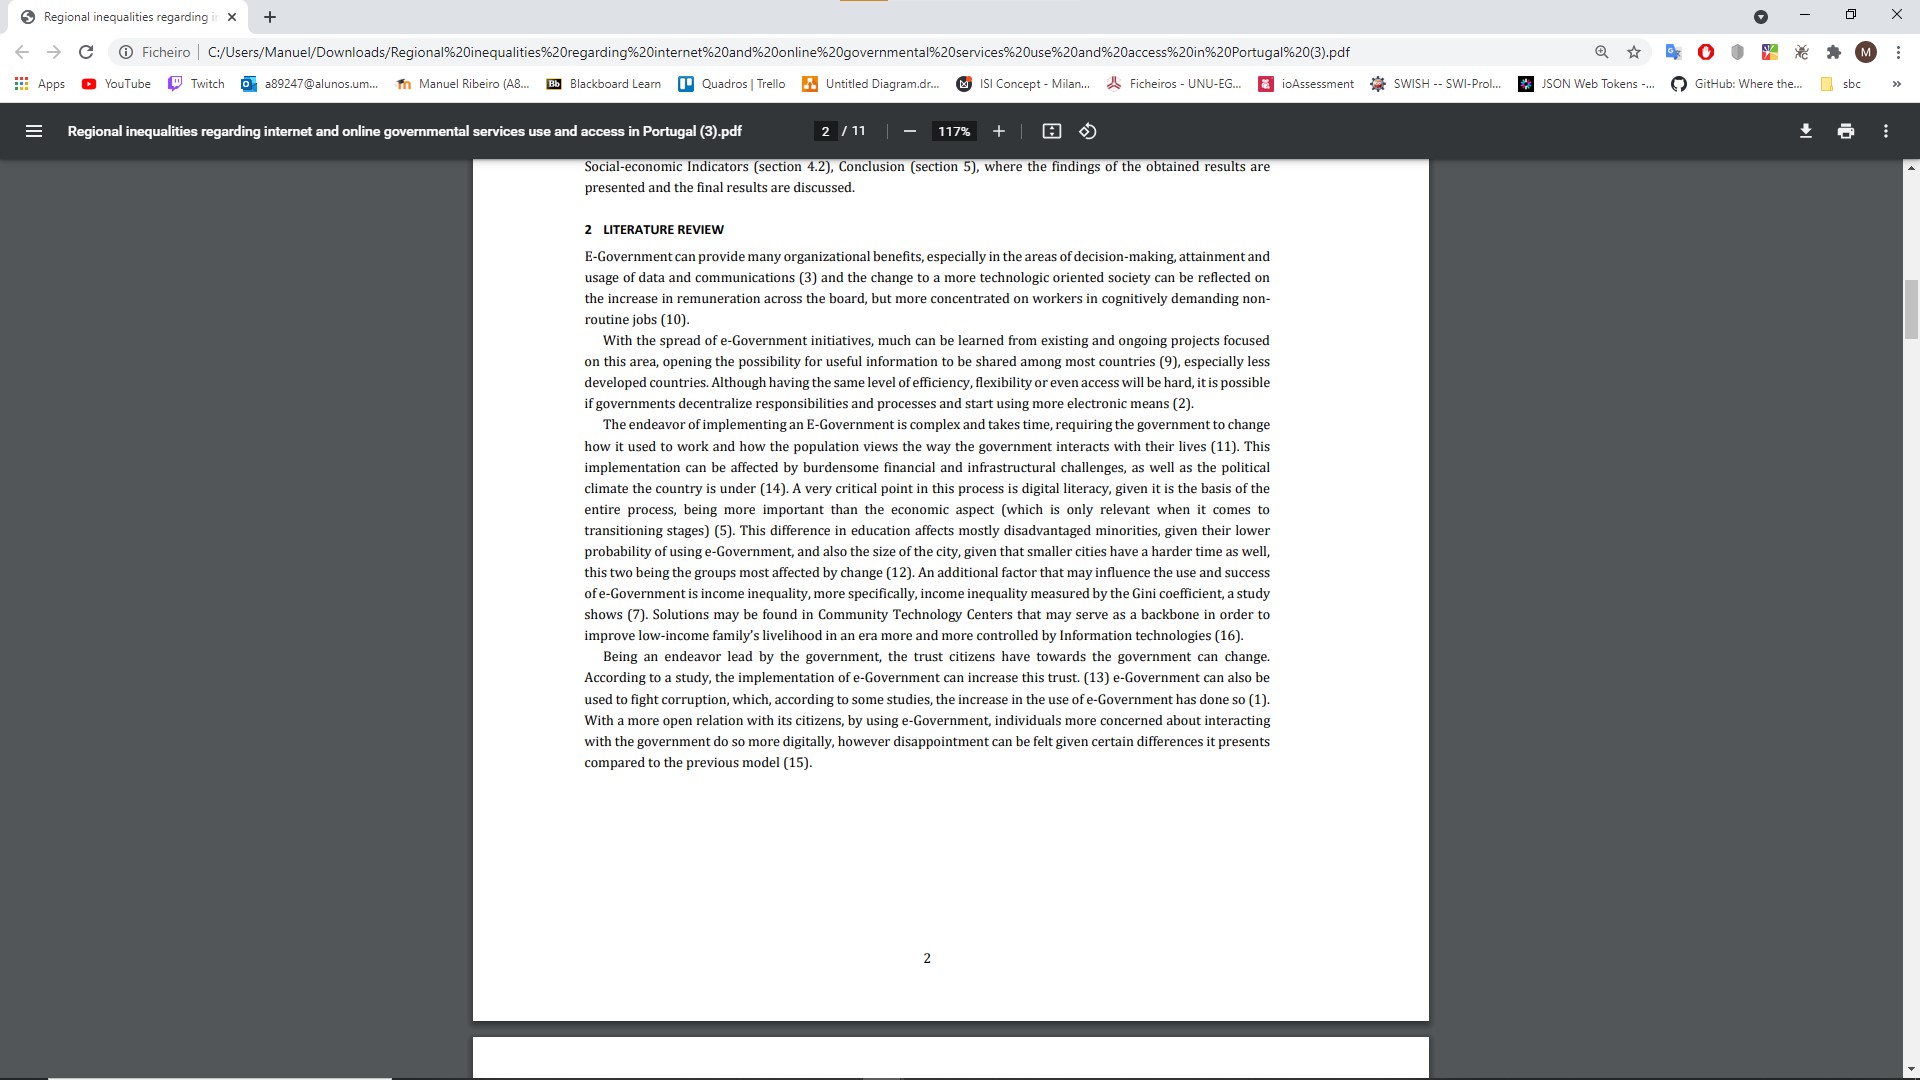 Regional inequalities regarding i
Ficheiro | C:/Users/Manuel/Downloads/Regional%20inequalities%20regarding%20internet%20and%20online%20governmental%20services%20use%20and%20access%20in%20Portugal%20(3).pdf
M
Apps YouTube Twitch a89247@alunos.um... Manuel Ribeiro (A8... Bb Blackboard Learn Quadros | Trello Untitled Diagram.dr... ISI Concept - Milan... Ficheiros - UNU-EG... ioAssessment SWISH -- SWI-Prol... JSON Web Tokens -... GitHub: Where the... sbc »
Regional inequalities regarding internet and online governmental services use and access in Portugal (3).pdf 2 / 11 — 117% +
Social-economic Indicators (section 4.2), Conclusion (section 5), where the findings of the obtained results are
presented and the final results are discussed.
2 LITERATURE REVIEW
E-Government can provide many organizational benefits, especially in the areas of decision-making, attainment and
usage of data and communications (3) and the change to a more technologic oriented society can be reflected on
the increase in remuneration across the board, but more concentrated on workers in cognitively demanding non-
routine jobs (10).
With the spread of e-Government initiatives, much can be learned from existing and ongoing projects focused
on this area, opening the possibility for useful information to be shared among most countries (9), especially less
developed countries. Although having the same level of efficiency, flexibility or even access will be hard, it is possible
if governments decentralize responsibilities and processes and start using more electronic means (2).
The endeavor of implementing an E-Government is complex and takes time, requiring the government to change
how it used to work and how the population views the way the government interacts with their lives (11). This
implementation can be affected by burdensome financial and infrastructural challenges, as well as the political
climate the country is under (14). A very critical point in this process is digital literacy, given it is the basis of the
entire process, being more important than the economic aspect (which is only relevant when it comes to
transitioning stages) (5). This difference in education affects mostly disadvantaged minorities, given their lower
probability of using e-Government, and also the size of the city, given that smaller cities have a harder time as well,
this two being the groups most affected by change (12). An additional factor that may influence the use and success
of e-Government is income inequality, more specifically, income inequality measured by the Gini coefficient, a study
shows (7). Solutions may be found in Community Technology Centers that may serve as a backbone in order to
improve low-income family's livelihood in an era more and more controlled by Information technologies (16).
Being an endeavor lead by the government, the trust citizens have towards the government can change.
According to a study, the implementation of e-Government can increase this trust. (13) e-Government can also be
used to fight corruption, which, according to some studies, the increase in the use of e-Government has done so (1).
With a more open relation with its citizens, by using e-Government, individuals more concerned about interacting
with the government do so more digitally, however disappointment can be felt given certain differences it presents
compared to the previous model (15).
2